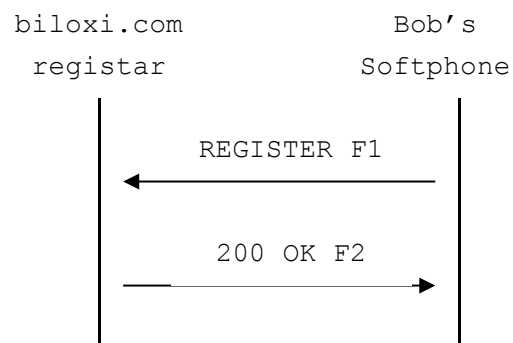 biloxi.com
registar
Bob's
Softphone
REGISTER F1
200 OK F2